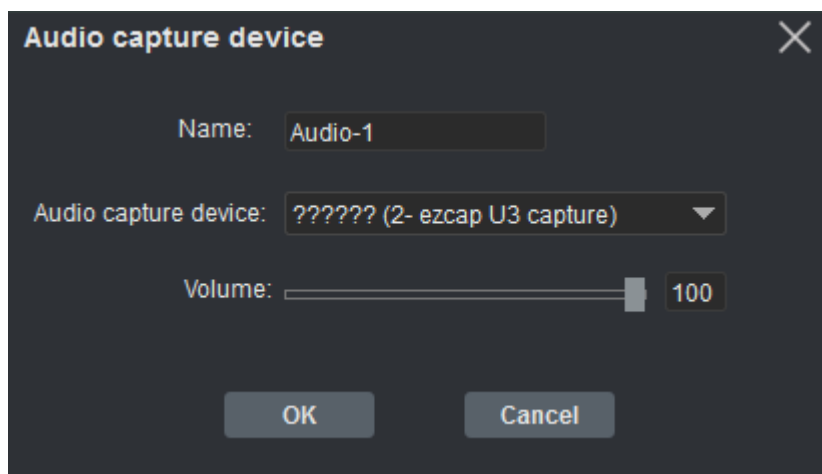 Audio capture device
Name: Audio-1
Audio capture device: ?????? (2- ezcap U3 capture)
Volume: 100
OK Cancel